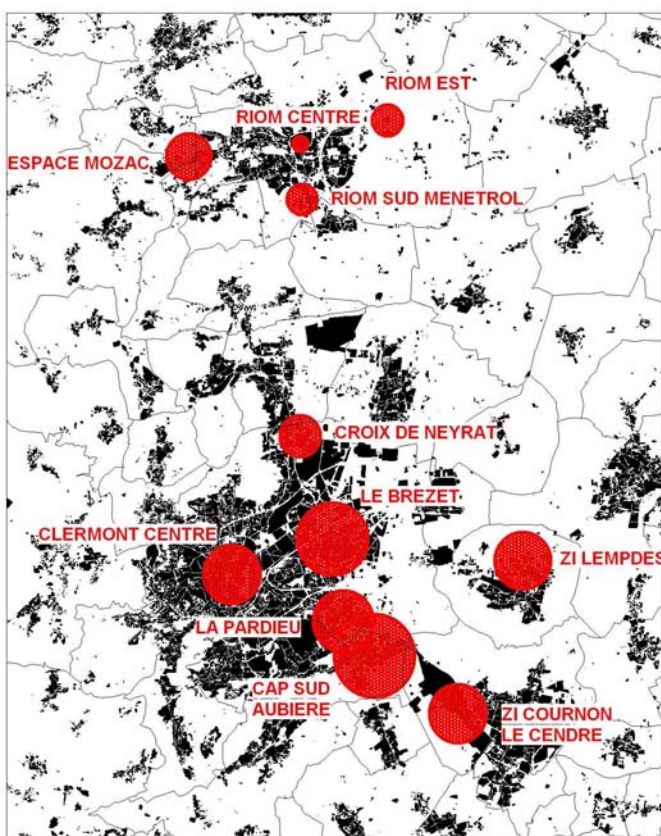 RIOM EST
RIOM CENTRE
ESPACE MOZAC
RIOM SUD MENETROL
CROIX DE NEYRAT
LE BREZET
CLERMONT CENTRE
ZI LEMPDES
LA PARDIEU
CAP SUD
AUBIERE
ZI COURNON
LE CENDRE